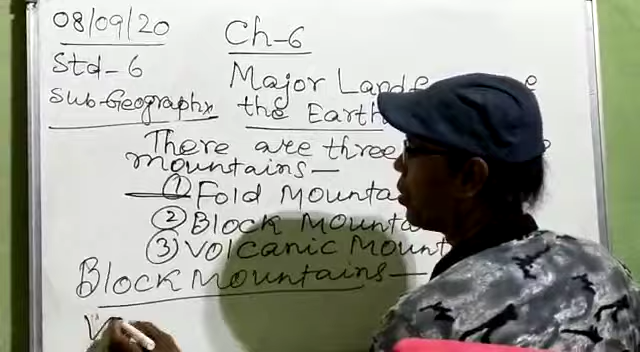 08/09/20
Ch-6
Std-6
Major Landf
Sub-Geography
the Earth
There are three
mountains—
① Fold Mounta
② Block Mounta
③ Volcanic Mount
Block Mountains—